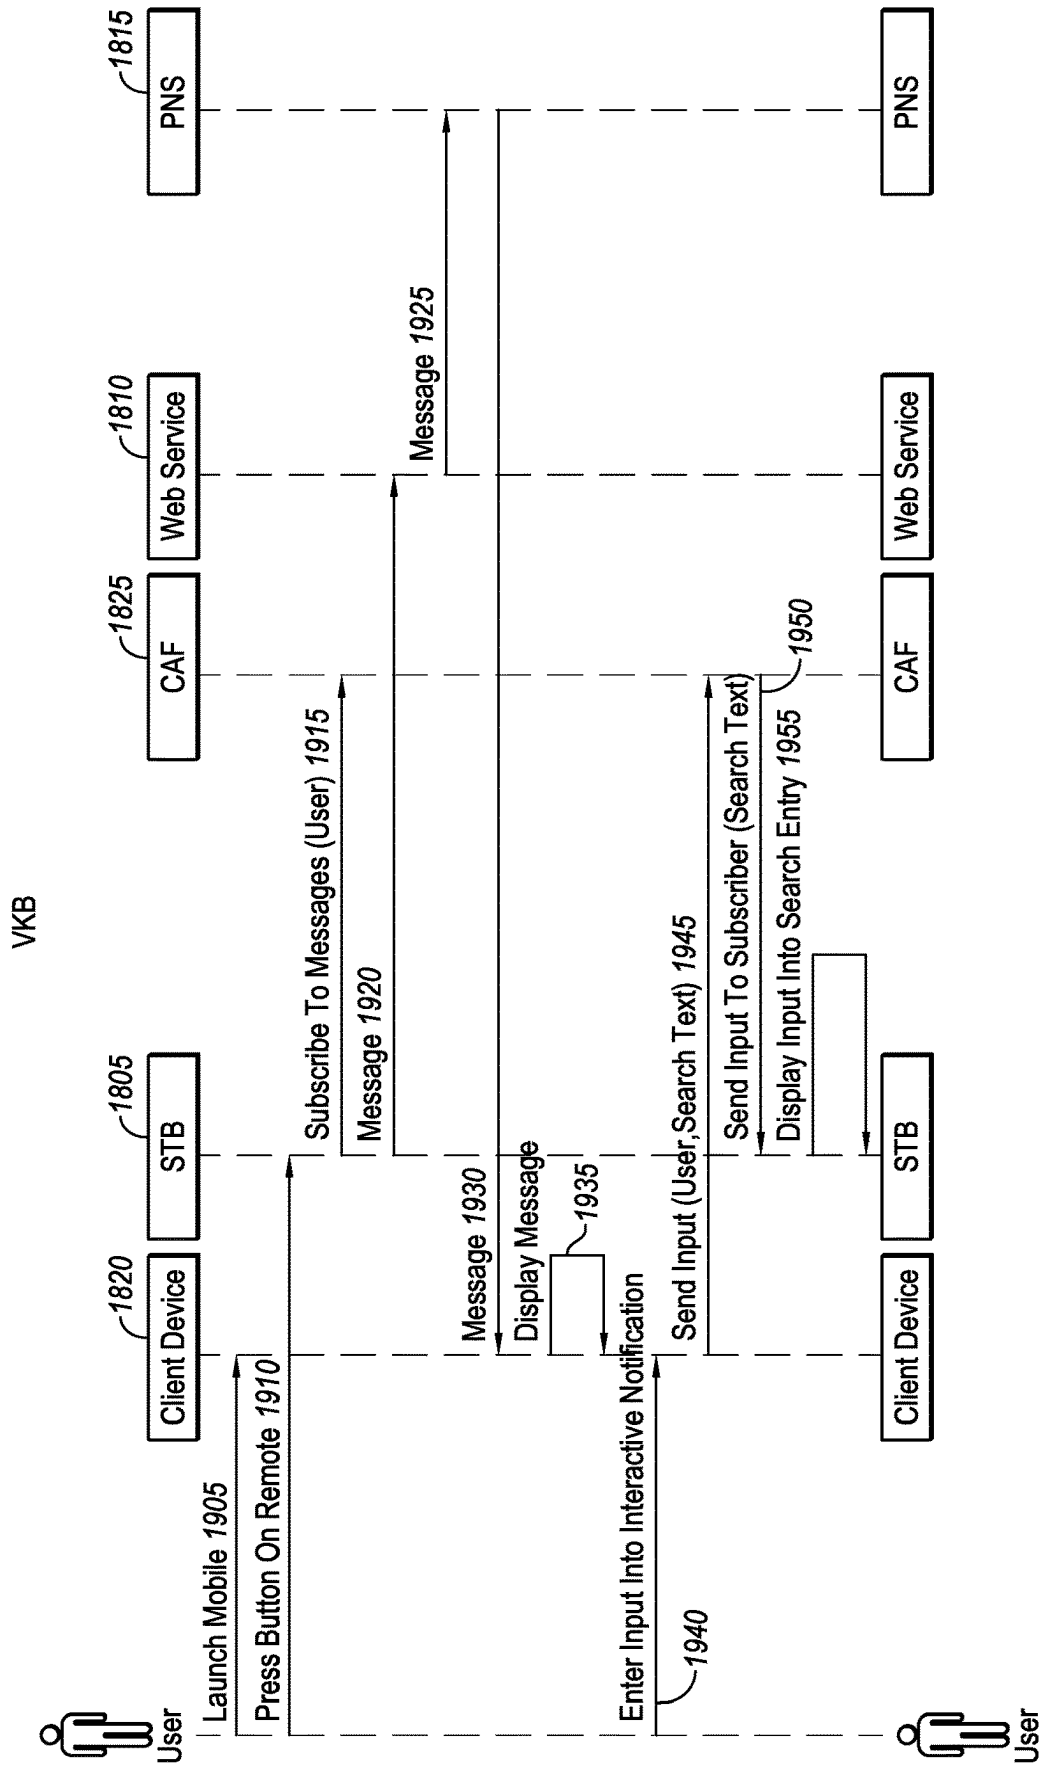 VKB
User
1820
Client Device
1805
STB
1825
CAF
1810
Web Service
1815
PNS
Launch Mobile 1905
Press Button On Remote 1910
Subscribe To Messages (User) 1915
Message 1920
Message 1925
Message 1930
Display Message
1935
Enter Input Into Interactive Notification
1940
Send Input (User,Search Text) 1945
Send Input To Subscriber (Search Text)
1950
Display Input Into Search Entry 1955
User
Client Device
STB
CAF
Web Service
PNS